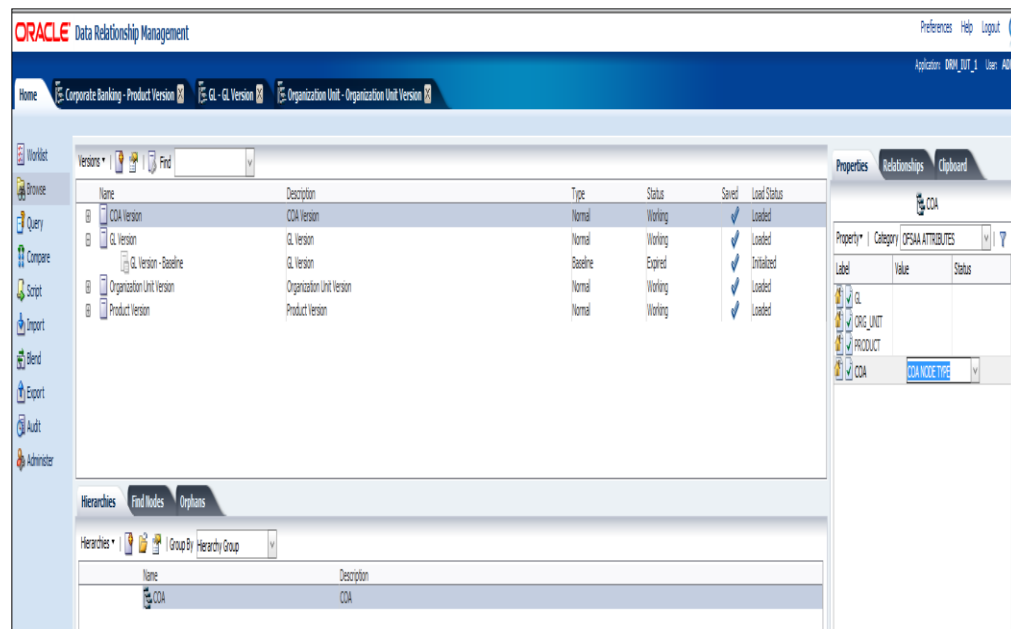 ORACLE Data Relationship Management
Preferences Help Logout
Application: DRM_IUT_1 User:
Home Corporate Banking - Product Version GL - GL Version Organization Unit - Organization Unit Version
Worklist
Browse
Query
Compare
Script
Import
Blend
Export
Audit
Administer
Versions Find
Name Description Type Status Saved Load Status
COA Version COA Version Normal Working Loaded
GL Version GL Version Normal Working Loaded
GL Version - Baseline GL Version Baseline Expired Initialized
Organization Unit Version Organization Unit Version Normal Working Loaded
Product Version Product Version Normal Working Loaded
Hierarchies Find Nodes Orphans
Hierarchies Group By Hierarchy Group
Name Description
COA COA
Properties Relationships Clipboard
COA
Property Category OFSAA ATTRIBUTES
Label Value Status
GL
ORG_UNIT
PRODUCT
COA COA NODE TYPE